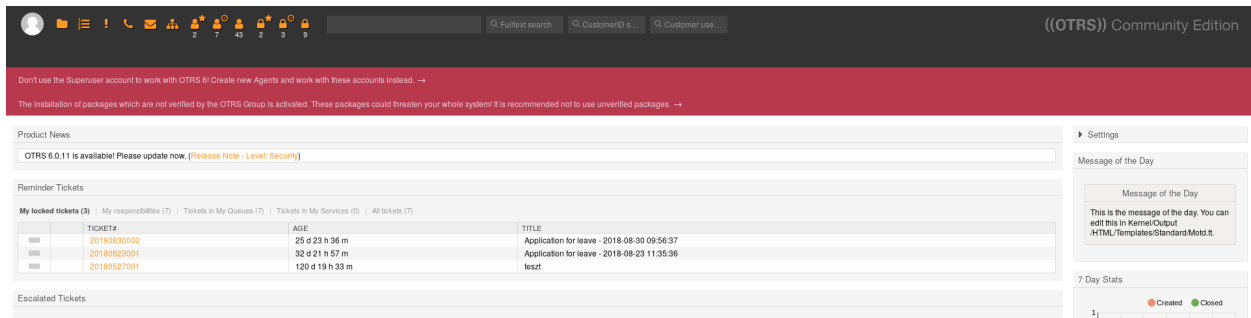 2 7 43 2 3 9
Fulltext search CustomerID s... Customer use...
((OTRS)) Community Edition
Don't use the Superuser account to work with OTRS 6! Create new Agents and work with these accounts instead. →
The installation of packages which are not verified by the OTRS Group is activated. These packages could threaten your whole system! It is recommended not to use unverified packages. →
Product News
OTRS 6.0.11 is available! Please update now. (Release Note - Level: Security)
Reminder Tickets
My locked tickets (3) | My responsibilities (7) | Tickets in My Queues (7) | Tickets in My Services (0) | All tickets (7)
TICKET# AGE TITLE
20180830002 25 d 23 h 36 m Application for leave - 2018-08-30 09:56:37
20180823001 32 d 21 h 57 m Application for leave - 2018-08-23 11:35:36
20180527001 120 d 19 h 33 m teszt
Escalated Tickets
Settings
Message of the Day
Message of the Day
This is the message of the day. You can
edit this in Kernel/Output
/HTML/Templates/Standard/Motd.tt.
7 Day Stats
Created Closed
1